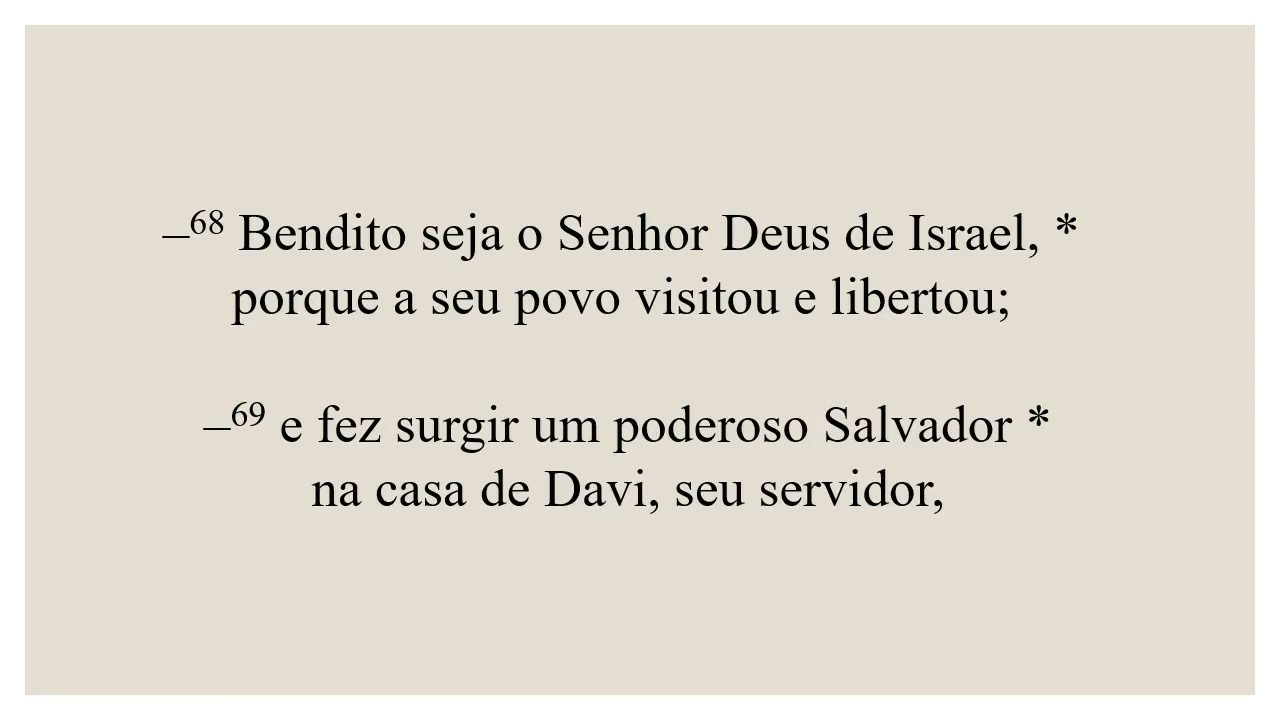 –⁶⁸ Bendito seja o Senhor Deus de Israel, *
porque a seu povo visitou e libertou;
–⁶⁹ e fez surgir um poderoso Salvador *
na casa de Davi, seu servidor,